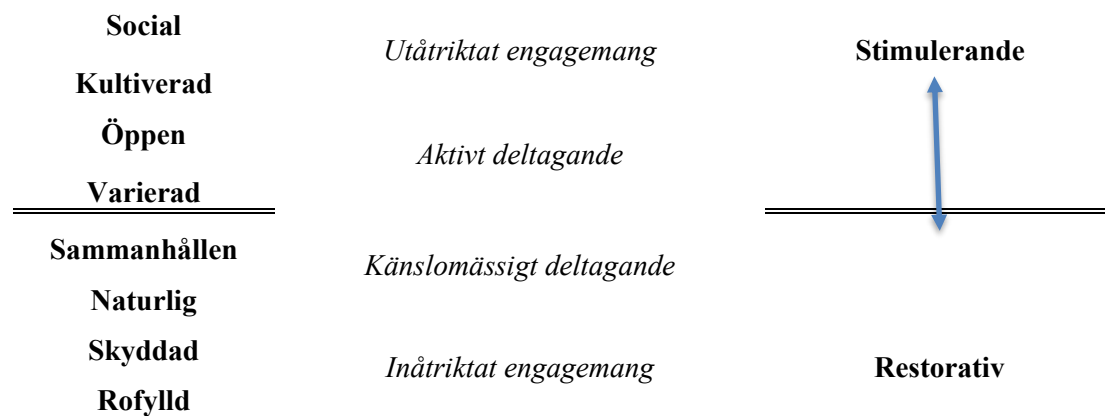 Social
Kultiverad
Öppen
Varierad
Sammanhållen
Naturlig
Skyddad
Rofylld
Utåtriktat engagemang
Aktivt deltagande
Känslomässigt deltagande
Inåtriktat engagemang
Stimulerande
Restorativ